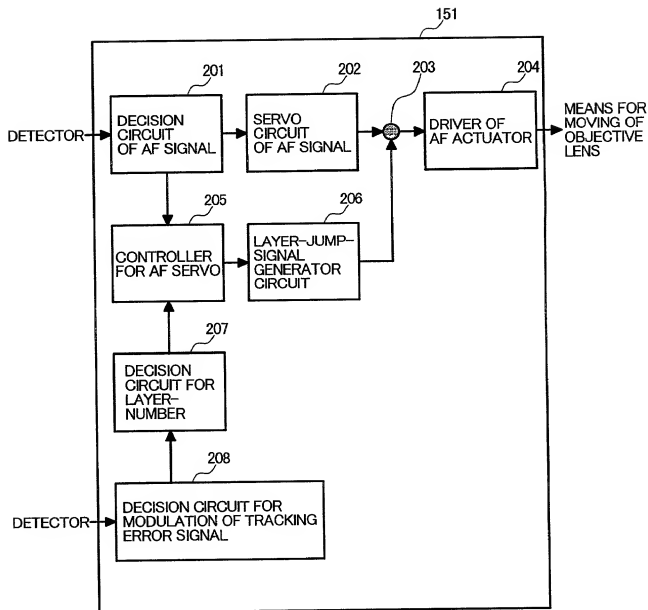 151
201
202
203
204
DETECTOR
DECISION
CIRCUIT
OF AF SIGNAL
SERVO
CIRCUIT
OF AF SIGNAL
DRIVER OF
AF ACTUATOR
MEANS FOR
MOVING OF
OBJECTIVE
LENS
205
206
CONTROLLER
FOR AF SERVO
LAYER-JUMP-
SIGNAL
GENERATOR
CIRCUIT
207
DECISION
CIRCUIT FOR
LAYER-
NUMBER
208
DETECTOR
DECISION CIRCUIT FOR
MODULATION OF TRACKING
ERROR SIGNAL